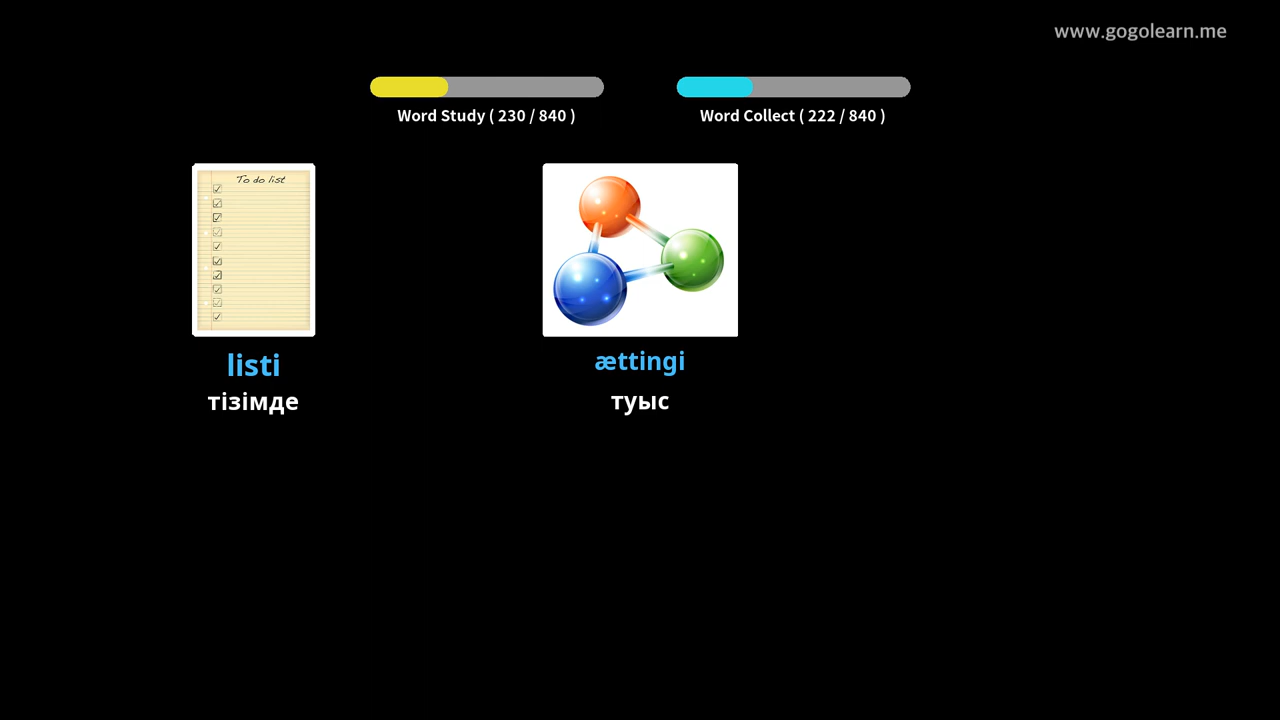 www.gogolearn.me
Word Study ( 230 / 840 )
Word Collect ( 222 / 840 )
To do list
listi
тізімде
ættingi
туыс